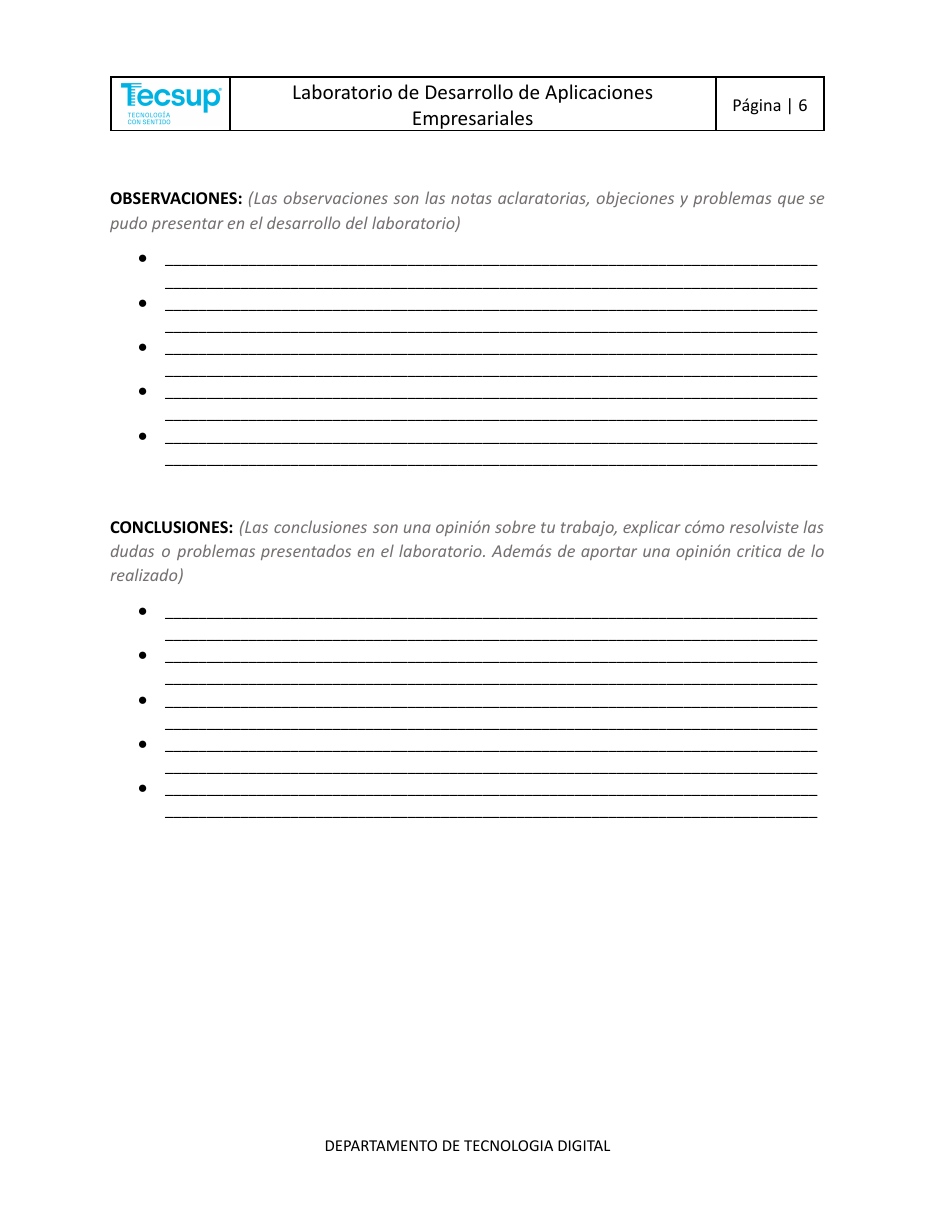 Tecsup
TECNOLOGÍA
CON SENTIDO
Laboratorio de Desarrollo de Aplicaciones
Empresariales
Página | 6
OBSERVACIONES: (Las observaciones son las notas aclaratorias, objeciones y problemas que se
pudo presentar en el desarrollo del laboratorio)
CONCLUSIONES: (Las conclusiones son una opinión sobre tu trabajo, explicar cómo resolviste las
dudas o problemas presentados en el laboratorio. Además de aportar una opinión critica de lo
realizado)
DEPARTAMENTO DE TECNOLOGIA DIGITAL